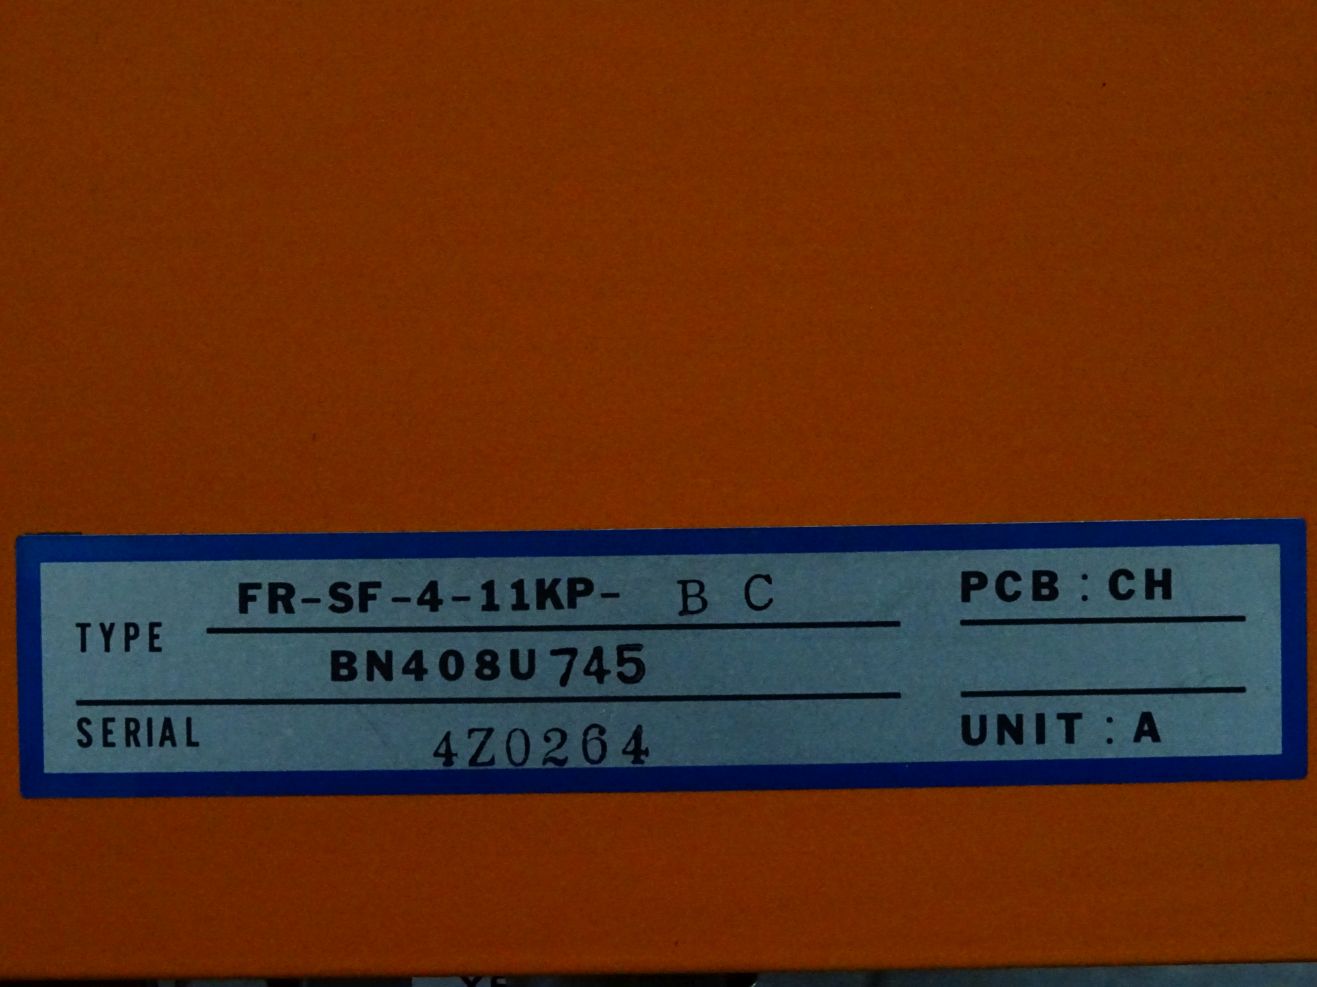 TYPE FR-SF-4-11KP- B C PCB : CH
BN408U745
SERIAL 4Z0264 UNIT : A